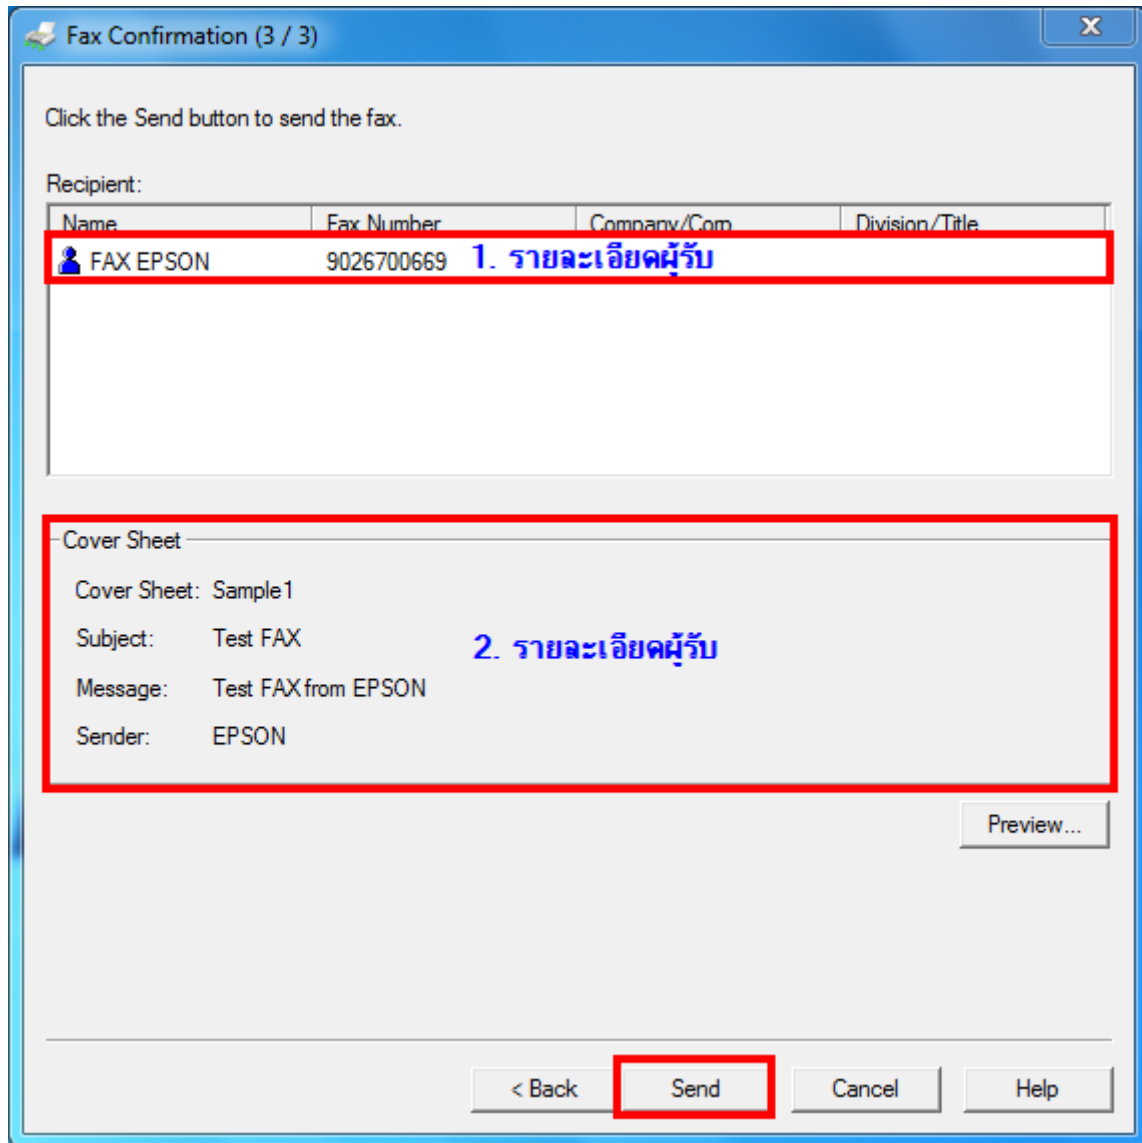 Fax Confirmation (3 / 3)
Click the Send button to send the fax.
Recipient:
Name Fax Number Company/Corp Division/Title
FAX EPSON 9026700669 1. รายละเอียดผู้รับ
Cover Sheet
Cover Sheet: Sample1
Subject: Test FAX
2. รายละเอียดผู้รับ
Message: Test FAX from EPSON
Sender: EPSON
Preview...
< Back Send Cancel Help